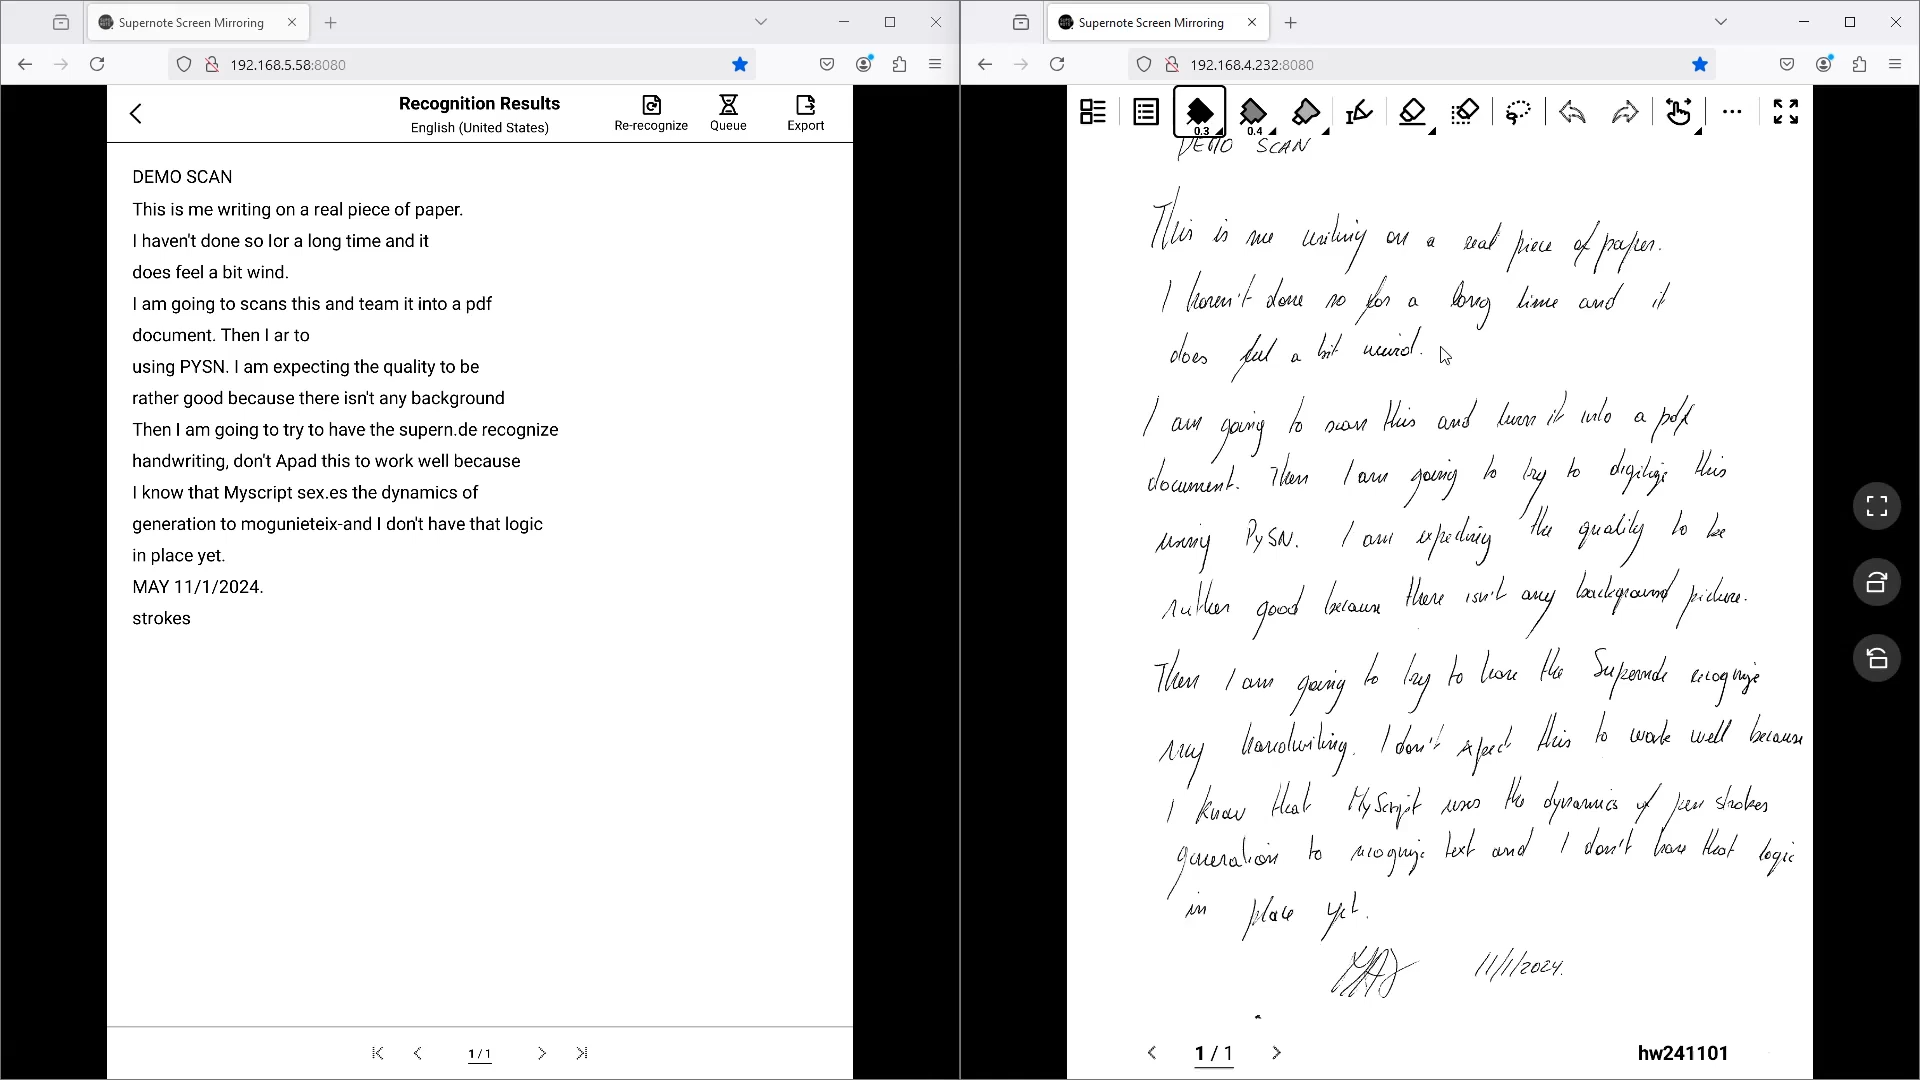 Supernote Screen Mirroring
192.168.5.58:8080
Recognition Results
English (United States)
Re-recognize
Queue
Export
DEMO SCAN
This is me writing on a real piece of paper.
I haven't done so Ior a long time and it
does feel a bit wind.
I am going to scans this and team it into a pdf
document. Then I ar to
using PYSN. I am expecting the quality to be
rather good because there isn't any background
Then I am going to try to have the supern.de recognize
handwriting, don't Apad this to work well because
I know that Myscript sex.es the dynamics of
generation to mogunieteix-and I don't have that logic
in place yet.
MAY 11/1/2024.
strokes
1/1
Supernote Screen Mirroring
192.168.4.232:8080
0.3
0.4
DEMO SCAN
This is me writing on a real piece of paper.
I haven't done so for a long time and it
does feel a bit weird.
I am going to scan this and turn it into a pdf
document. Then I am going to try to digitize this
using PySN. I am expecting the quality to be
rather good because there isn't any background picture.
Then I am going to try to have the Supernote recognize
my handwriting. I don't expect this to work well because
I know that MyScript uses the dynamics of pen strokes
generation to recognize text and I don't have that logic
in place yet.
11/1/2024.
1 / 1
hw241101